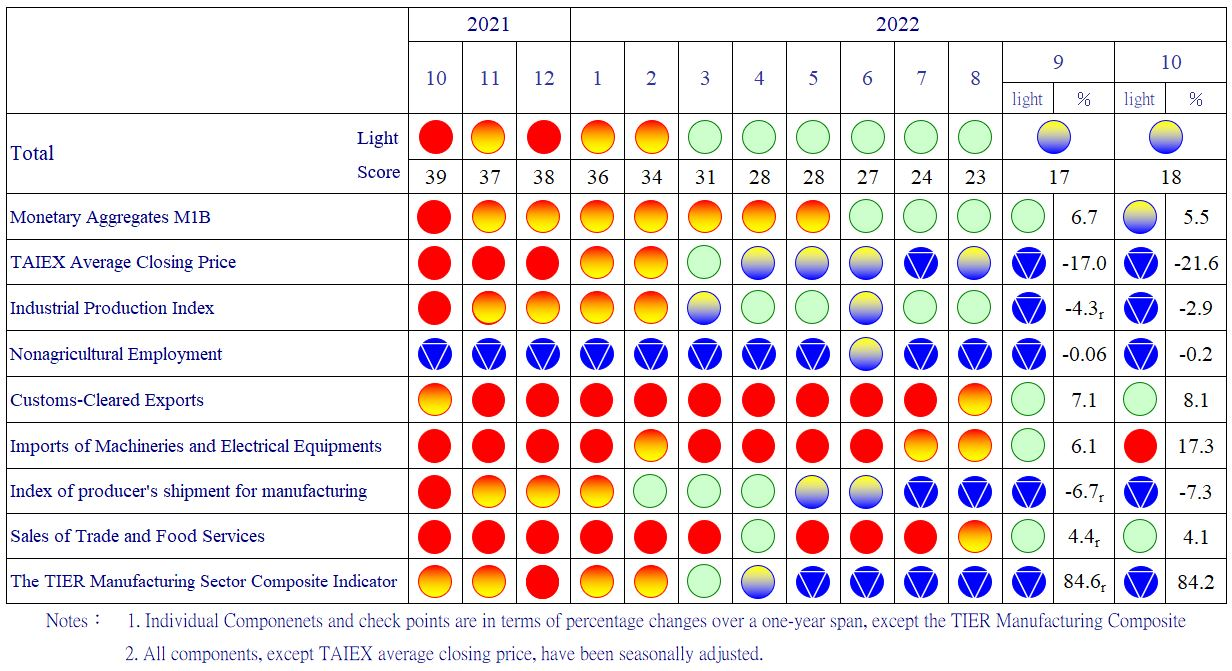 2021 2022
10 11 12 1 2 3 4 5 6 7 8 9 10
light % light %
Total Light
Score 39 37 38 36 34 31 28 28 27 24 23 17 18
Monetary Aggregates M1B 6.7 5.5
TAIEX Average Closing Price -17.0 -21.6
Industrial Production Index -4.3r -2.9
Nonagricultural Employment -0.06 -0.2
Customs-Cleared Exports 7.1 8.1
Imports of Machineries and Electrical Equipments 6.1 17.3
Index of producer's shipment for manufacturing -6.7r -7.3
Sales of Trade and Food Services 4.4r 4.1
The TIER Manufacturing Sector Composite Indicator 84.6r 84.2
Notes： 1. Individual Componenets and check points are in terms of percentage changes over a one-year span, except the TIER Manufacturing Composite
2. All components, except TAIEX average closing price, have been seasonally adjusted.